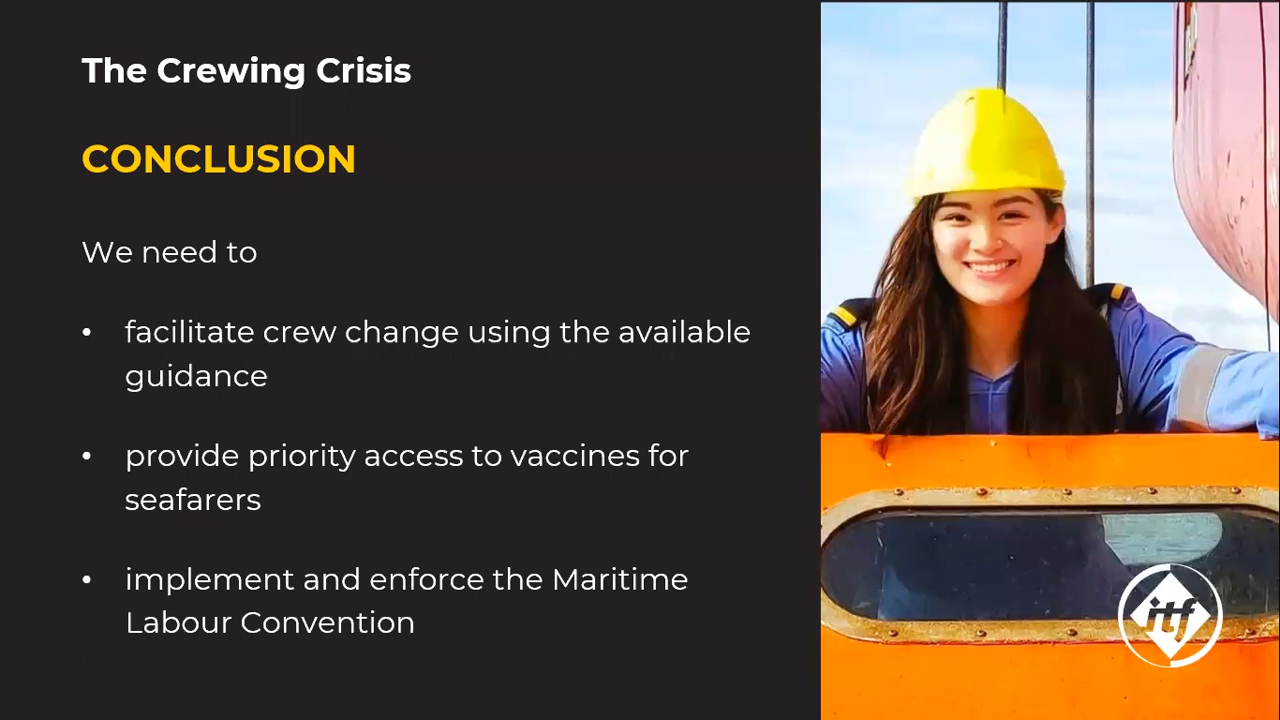 The Crewing Crisis
CONCLUSION
We need to
• facilitate crew change using the available
guidance
• provide priority access to vaccines for
seafarers
• implement and enforce the Maritime
Labour Convention
itf